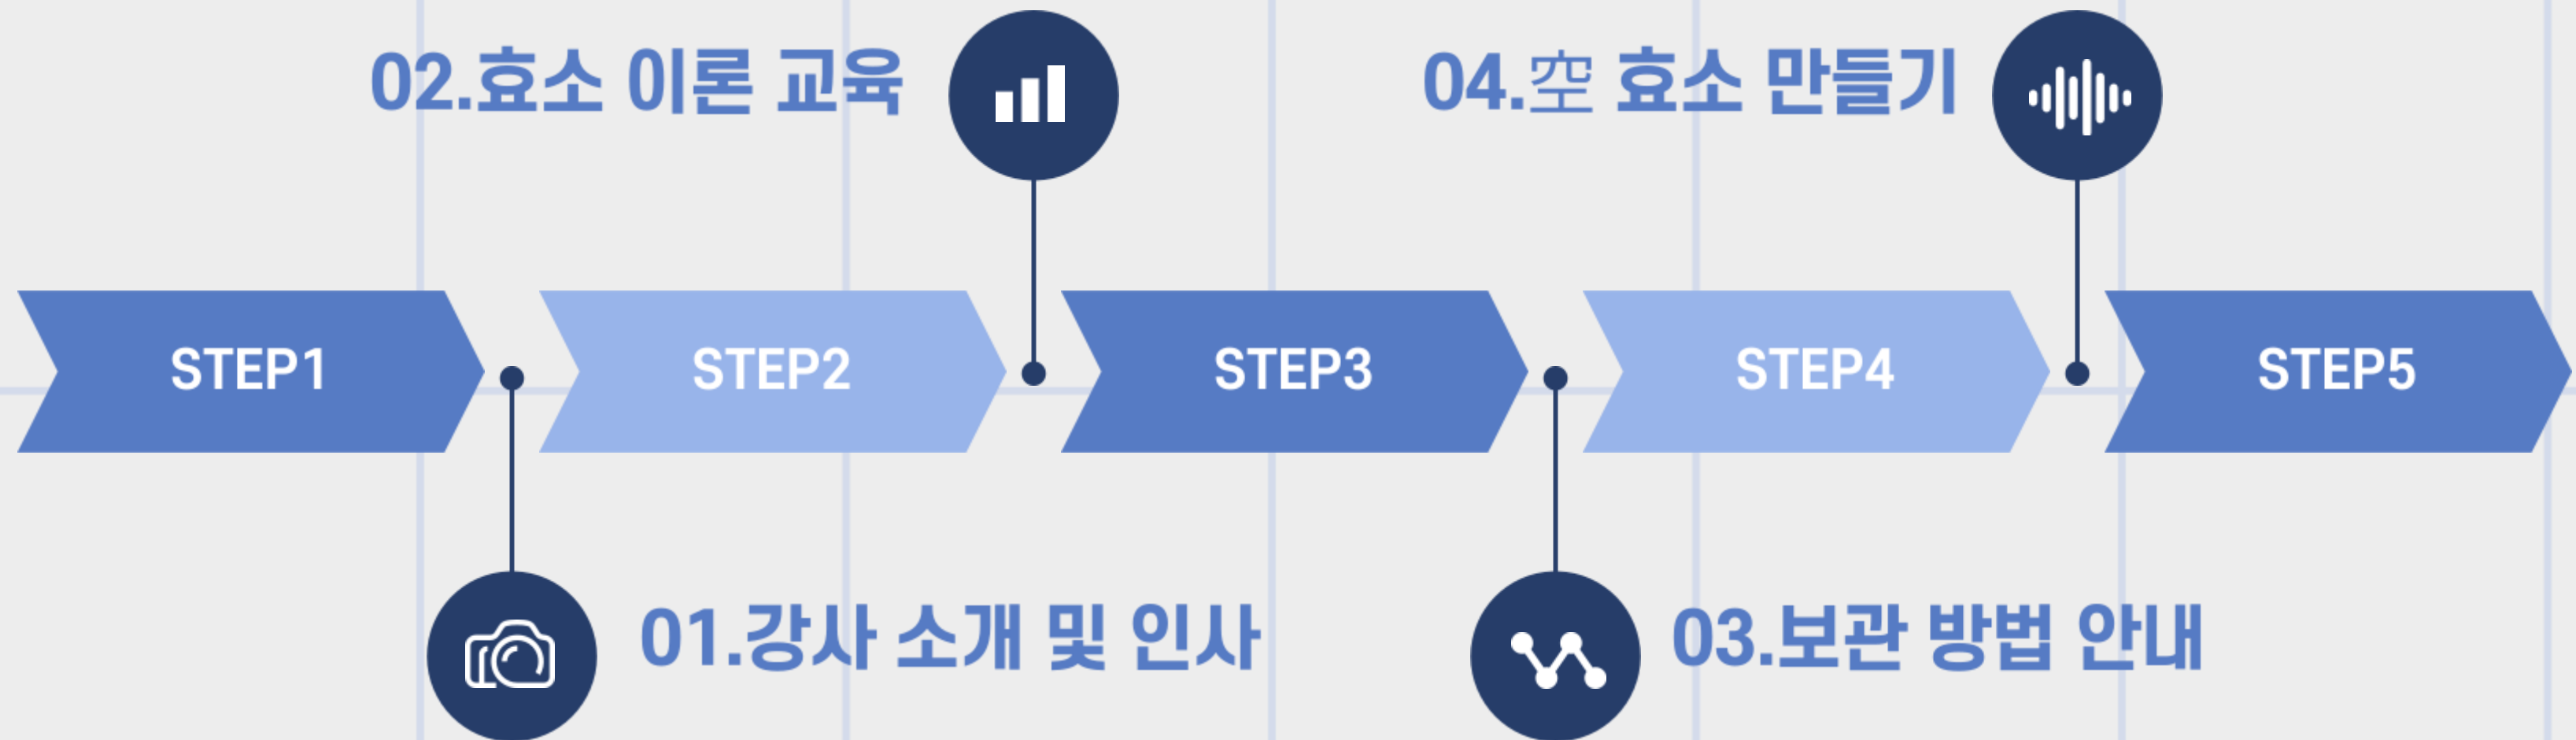 02.효소 이론 교육
04.空 효소 만들기
STEP1
STEP2
STEP3
STEP4
STEP5
01.강사 소개 및 인사
03.보관 방법 안내